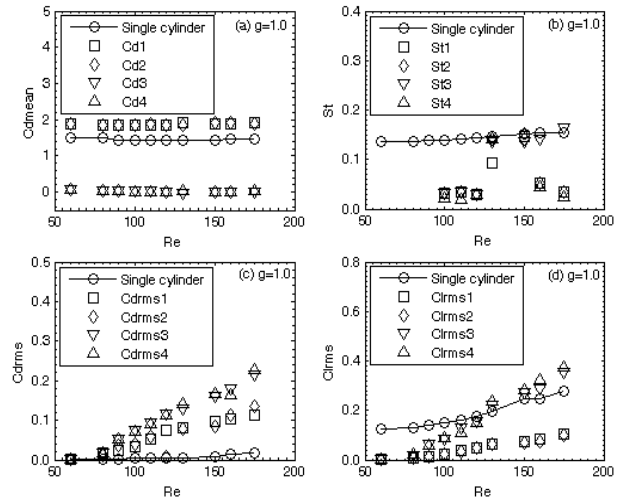 (a) g=1.0
Single cylinder
Cd1
Cd2
Cd3
Cd4
Cdmean
5
4
3
2
1
0
50
100
150
200
Re
(b) g=1.0
Single cylinder
St1
St2
St3
St4
St
0.4
0.3
0.2
0.1
0.0
50
100
150
200
Re
(c) g=1.0
Single cylinder
Cdrms1
Cdrms2
Cdrms3
Cdrms4
Cdrms
0.5
0.4
0.3
0.2
0.1
0.0
50
100
150
200
Re
(d) g=1.0
Single cylinder
Clrms1
Clrms2
Clrms3
Clrms4
Clrms
0.8
0.6
0.4
0.2
0.0
50
100
150
200
Re